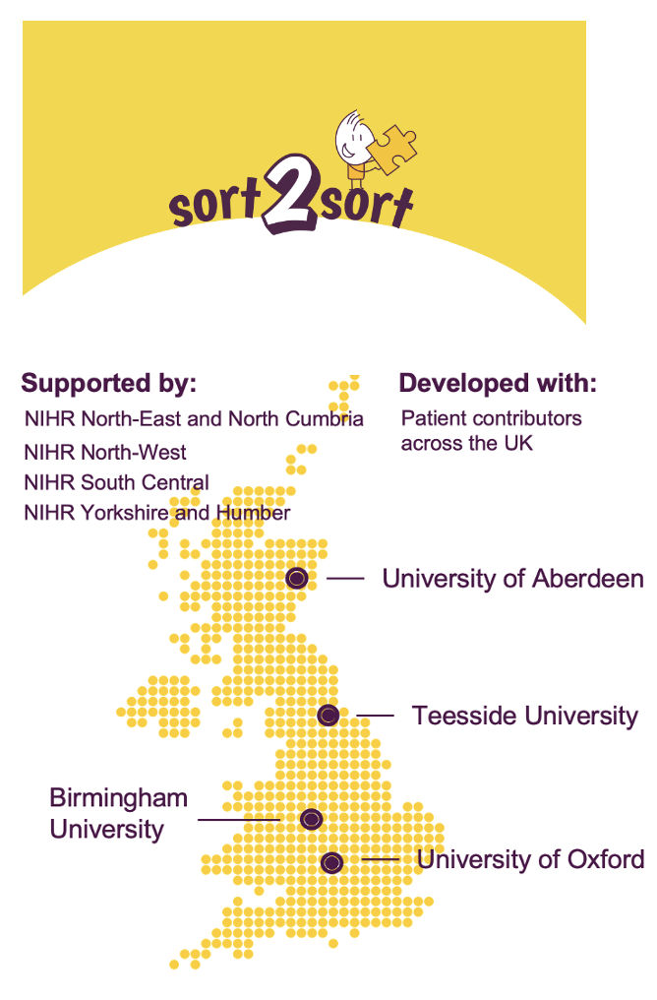 sort2sort
Supported by:
NIHR North-East and North Cumbria
NIHR North-West
NIHR South Central
NIHR Yorkshire and Humber
Developed with:
Patient contributors
across the UK
University of Aberdeen
Teesside University
Birmingham
University
University of Oxford